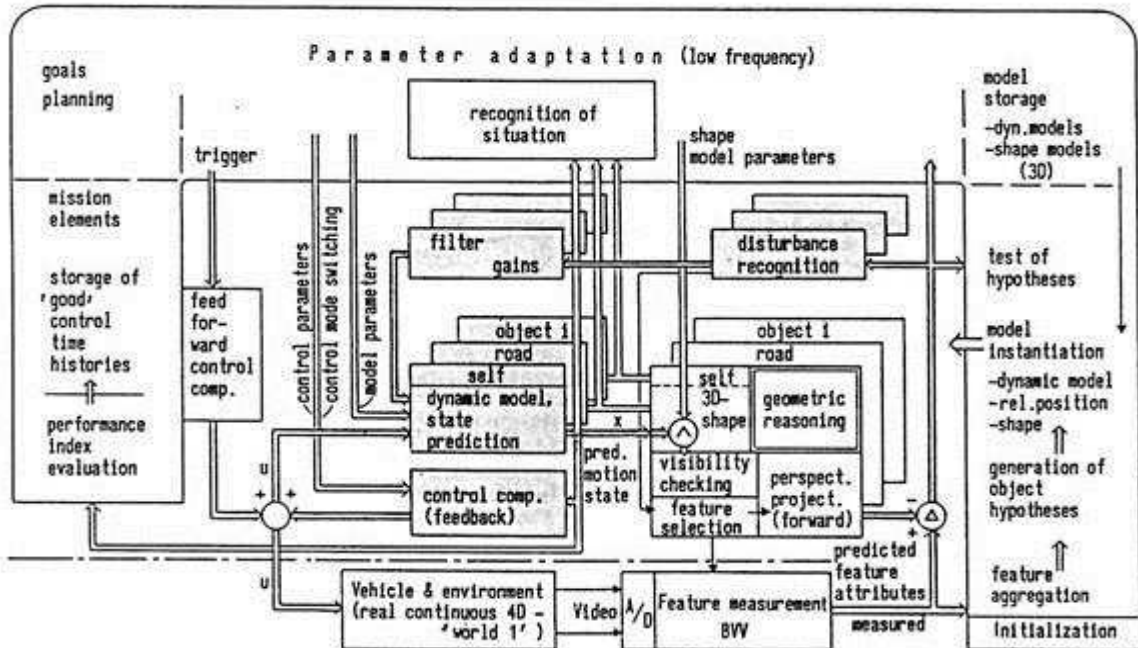 Parameter adaptation (low frequency)
goals
planning
recognition of
situation
model
storage
-dyn.models
-shape models
(3D)
trigger
shape
model parameters
mission
elements
storage of
'good'
control
time
histories
performance
index
evaluation
feed
for-
ward
control
comp.
control parameters
control mode switching
model parameters
filter
gains
disturbance
recognition
object i
road
self
dynamic model,
state
prediction
control comp.
(feedback)
x
pred.
motion
state
object i
road
self
3D-
shape
geometric
reasoning
visibility
checking
feature
selection
perspect.
project.
(forward)
test of
hypotheses
model
instantiation
-dynamic model
-rel.position
-shape
generation of
object
hypotheses
feature
aggregation
Initialization
u
+ +
u
-
Δ
+
predicted
feature
attributes
measured
Vehicle & environment
(real continuous 4D -
'world 1' )
Video
A/D
Feature measurement
BVV